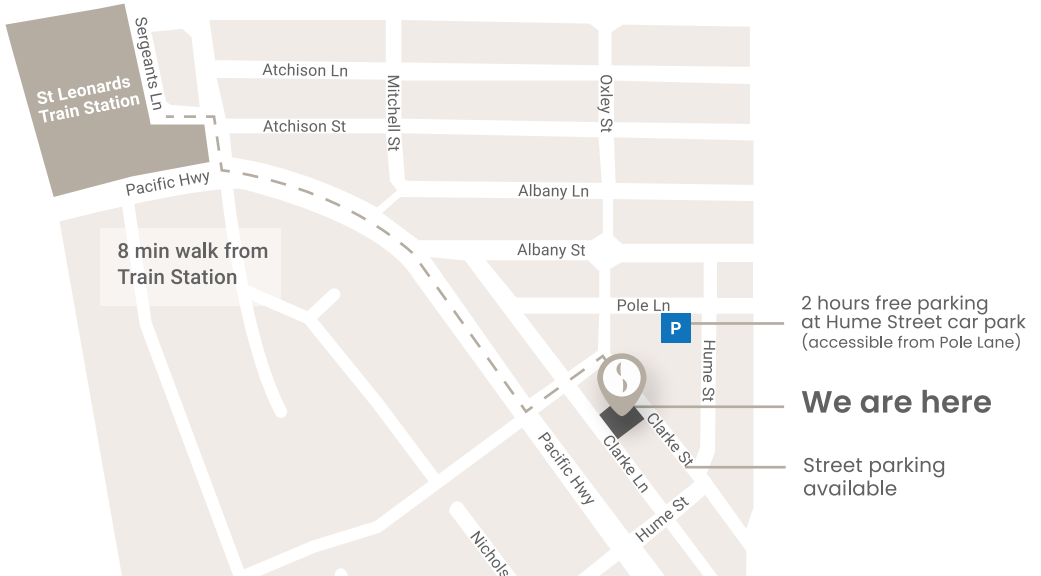 Sergeants Ln
St Leonards
Train Station
Atchison Ln
Mitchell St
Oxley St
Atchison St
Pacific Hwy
Albany Ln
8 min walk from
Train Station
Albany St
Pole Ln
P
2 hours free parking
at Hume Street car park
(accessible from Pole Lane)
Hume St
We are here
Clarke St
Clarke Ln
Pacific Hwy
Street parking
available
Hume St
Nichols